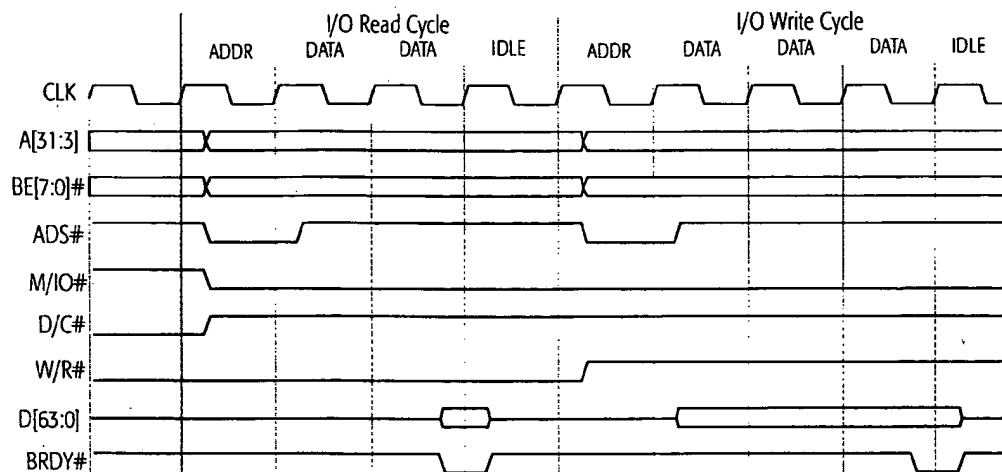 I/O Read Cycle I/O Write Cycle
ADDR DATA DATA IDLE ADDR DATA DATA DATA IDLE
CLK
A[31:3]
BE[7:0]#
ADS#
M/IO#
D/C#
W/R#
D[63:0]
BRDY#